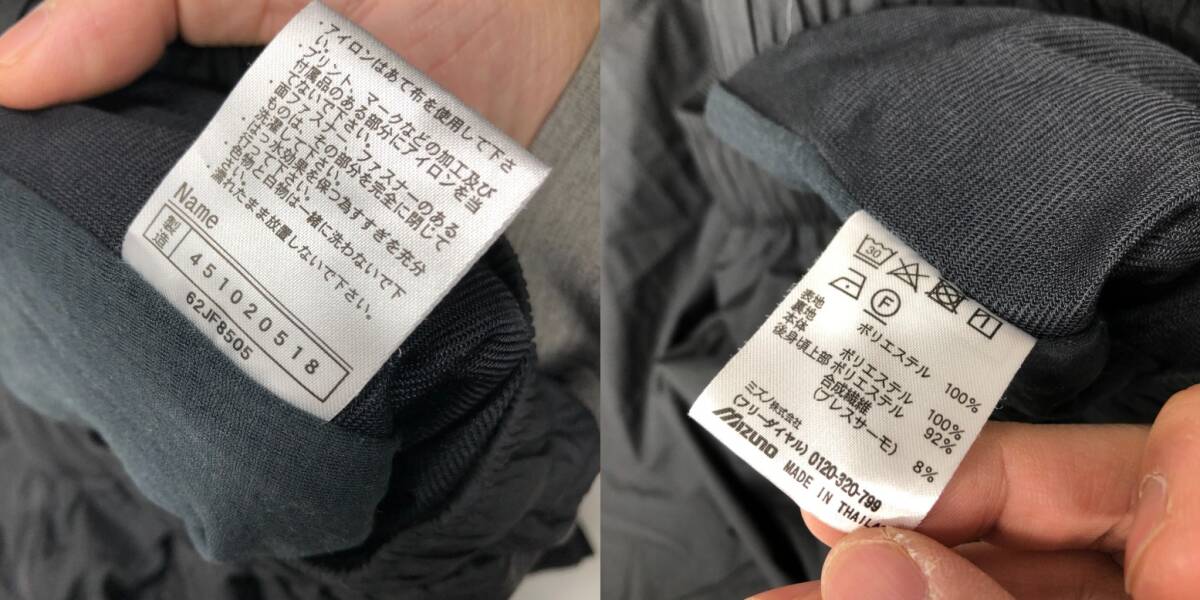 ・アイロンはあて布を使用して下さ
い。
・プリント、マークなどの加工及び
付属品のある部分にアイロンを当
てないで下さい。
・面ファスナー、ファスナーのある
ものは、その部分を完全に閉じて
洗濯して下さい。
・はっ水効果を保つ為すすぎを充分
に行って下さい。
・色物と白物は一緒に洗わないで下
さい。
・濡れたまま放置しないで下さい。
Name
製造 451020518
62JF8505
30
F
表地 ポリエステル 100%
裏地
本体 ポリエステル 100%
後身頃上部 ポリエステル 92%
合成繊維
(ブレスサーモ) 8%
ミズノ株式会社
(フリーダイヤル) 0120-320-799
MIZUNO MADE IN THAILA